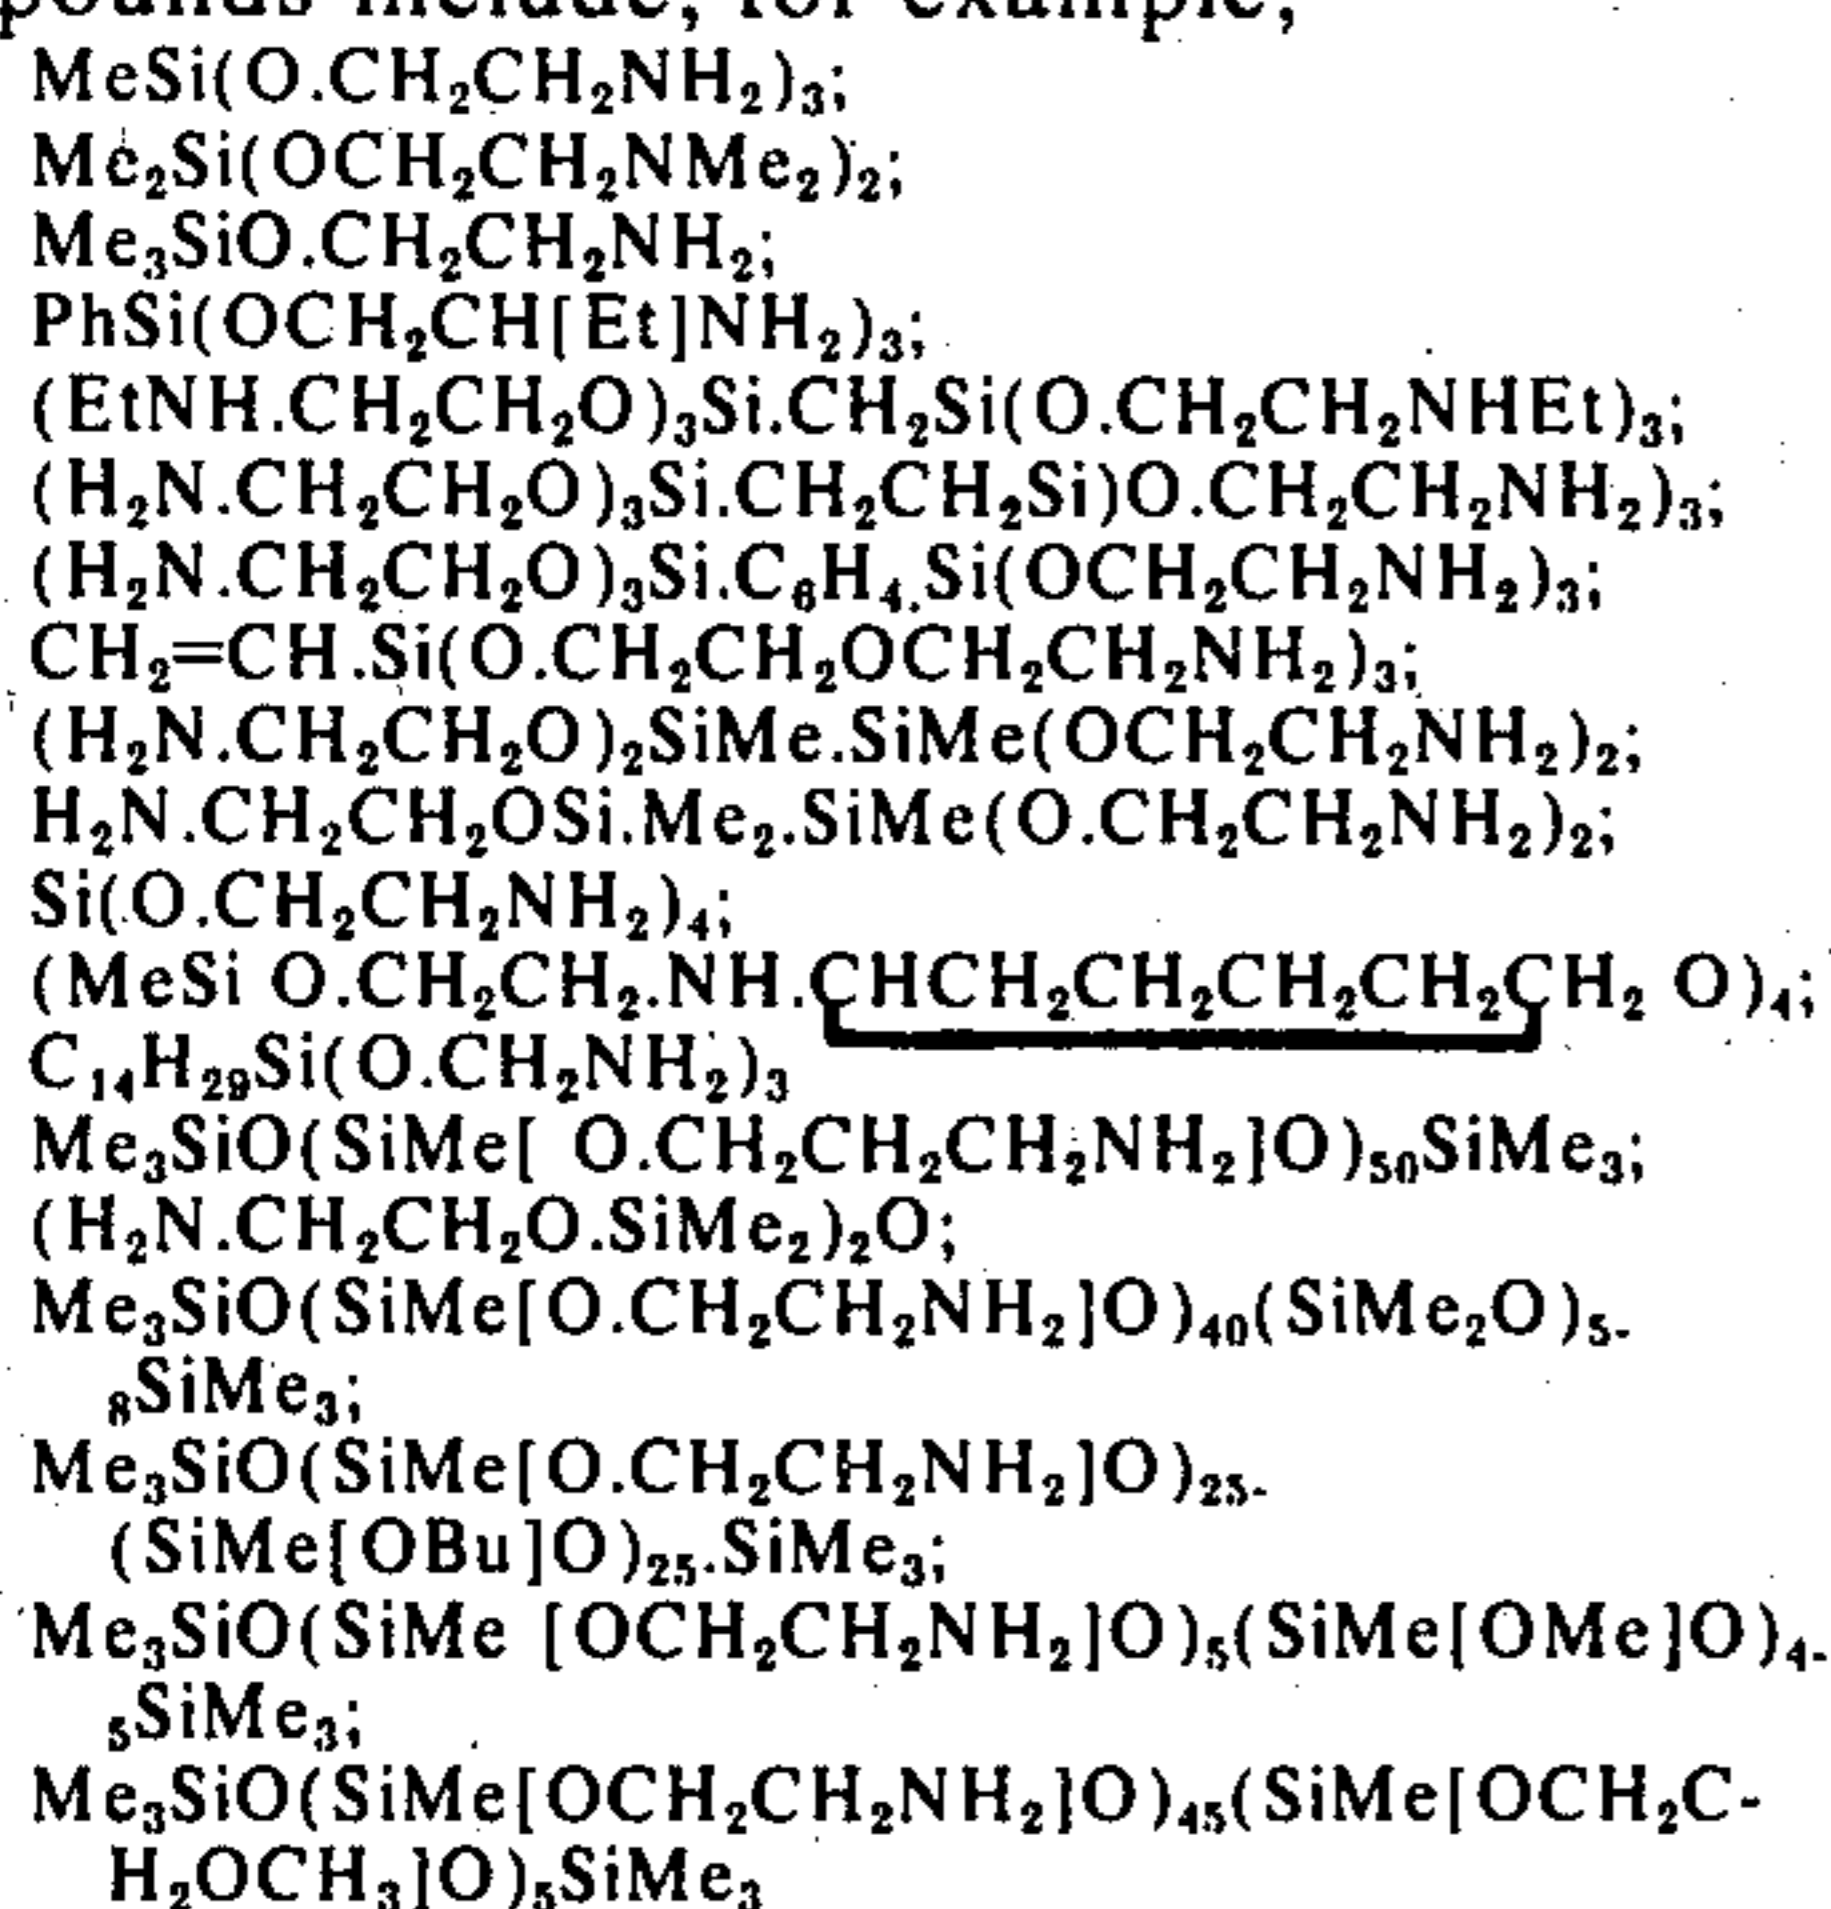 pounds include, for example,
MeSi(O.CH₂CH₂NH₂)₃;
Me₂Si(OCH₂CH₂NMe₂)₂;
Me₃SiO.CH₂CH₂NH₂;
PhSi(OCH₂CH[Et]NH₂)₃;
(EtNH.CH₂CH₂O)₃Si.CH₂Si(O.CH₂CH₂NHEt)₃;
(H₂N.CH₂CH₂O)₃Si.CH₂CH₂Si)O.CH₂CH₂NH₂)₃;
(H₂N.CH₂CH₂O)₃Si.C₆H₄.Si(OCH₂CH₂NH₂)₃;
CH₂=CH.Si(O.CH₂CH₂OCH₂CH₂NH₂)₃;
(H₂N.CH₂CH₂O)₂SiMe.SiMe(OCH₂CH₂NH₂)₂;
H₂N.CH₂CH₂OSi.Me₂.SiMe(O.CH₂CH₂NH₂)₂;
Si(O.CH₂CH₂NH₂)₄;
(MeSi O.CH₂CH₂.NH.CHCH₂CH₂CH₂CH₂CH₂ O)₄;
C₁₄H₂₉Si(O.CH₂NH₂)₃
Me₃SiO(SiMe[ O.CH₂CH₂CH₂NH₂]O)₅₀SiMe₃;
(H₂N.CH₂CH₂O.SiMe₂)₂O;
Me₃SiO(SiMe[O.CH₂CH₂NH₂]O)₄₀(SiMe₂O)₅-
₈SiMe₃;
Me₃SiO(SiMe[O.CH₂CH₂NH₂]O)₂₅-
(SiMe[OBu]O)₂₅.SiMe₃;
Me₃SiO(SiMe [OCH₂CH₂NH₂]O)₅(SiMe[OMe]O)₄-
₅SiMe₃;
Me₃SiO(SiMe[OCH₂CH₂NH₂]O)₄₅(SiMe[OCH₂C-
H₂OCH₃]O)₅SiMe₃